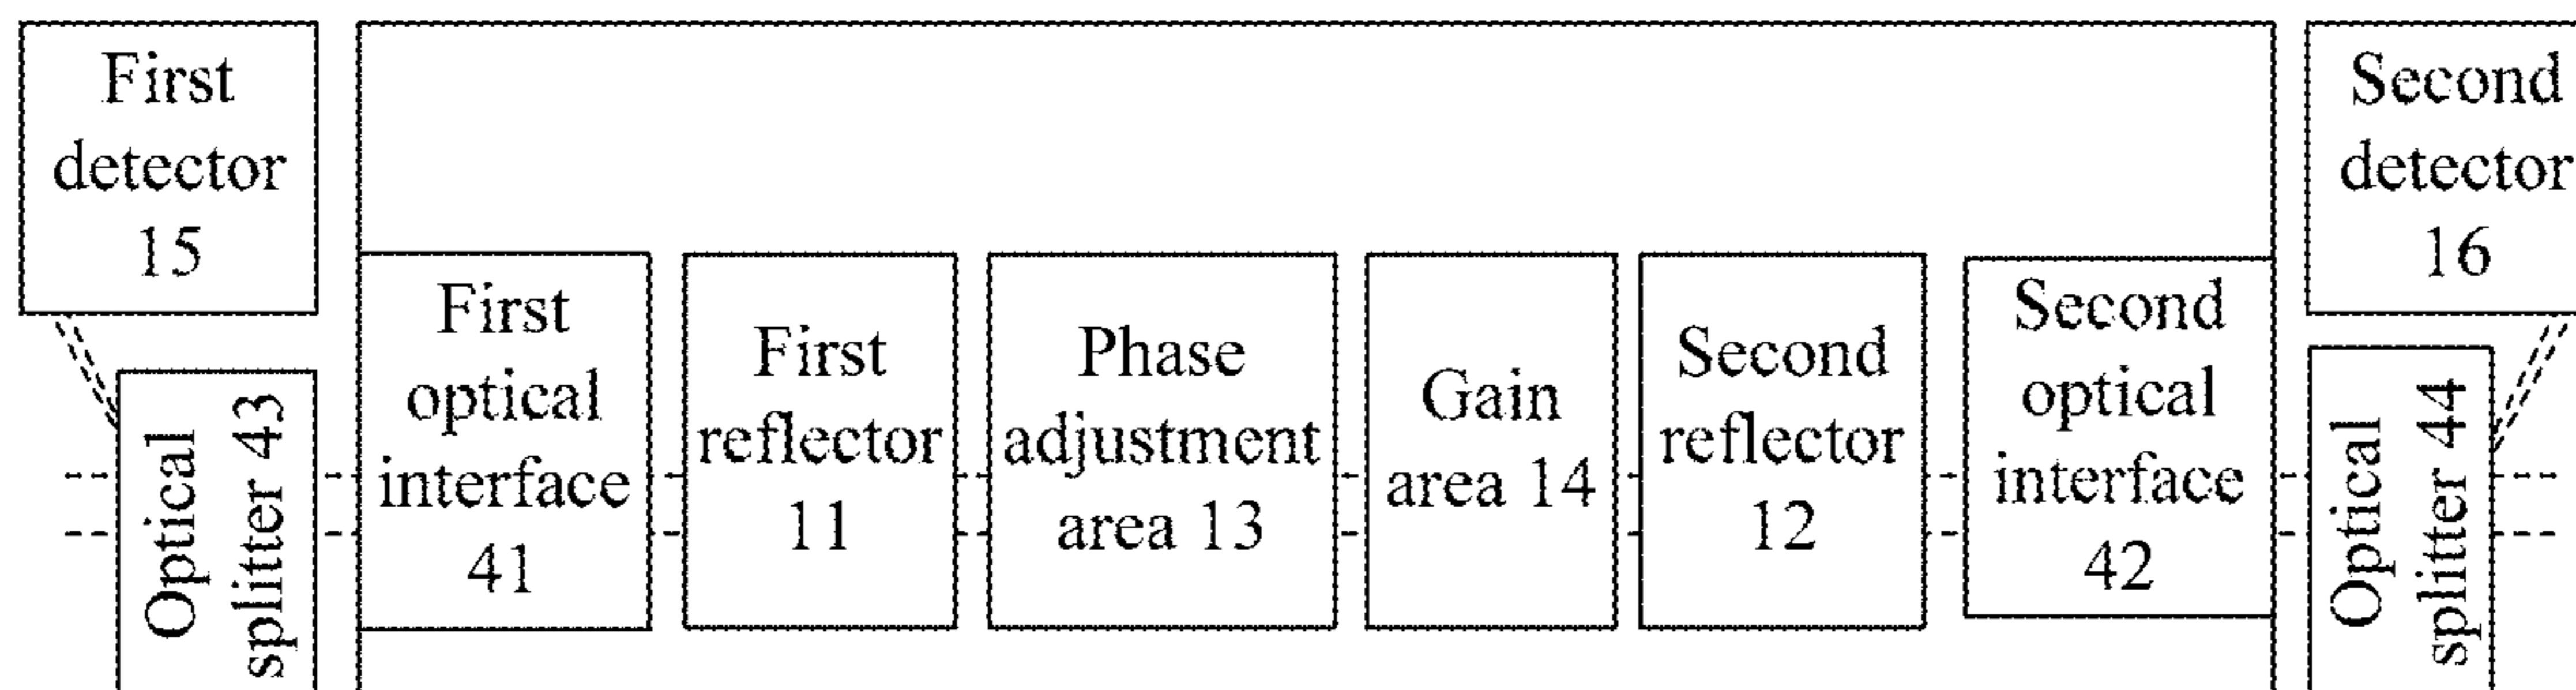 First
detector
15
Optical
splitter 43
First
optical
interface
41
First
reflector
11
Phase
adjustment
area 13
Gain
area 14
Second
reflector
12
Second
optical
interface
42
Second
detector
16
Optical
splitter 44